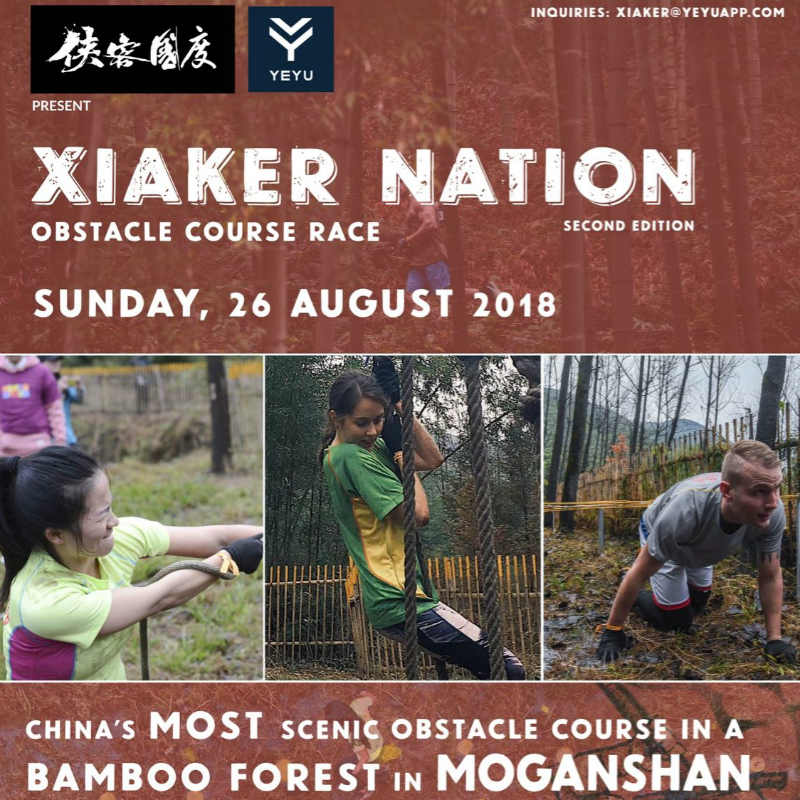 INQUIRIES: XIAKER@YEYUAPP.COM
侠客国度
YEYU
PRESENT
XIAKER NATION
OBSTACLE COURSE RACE
SECOND EDITION
SUNDAY, 26 AUGUST 2018
CHINA'S MOST SCENIC OBSTACLE COURSE IN A
BAMBOO FOREST IN MOGANSHAN